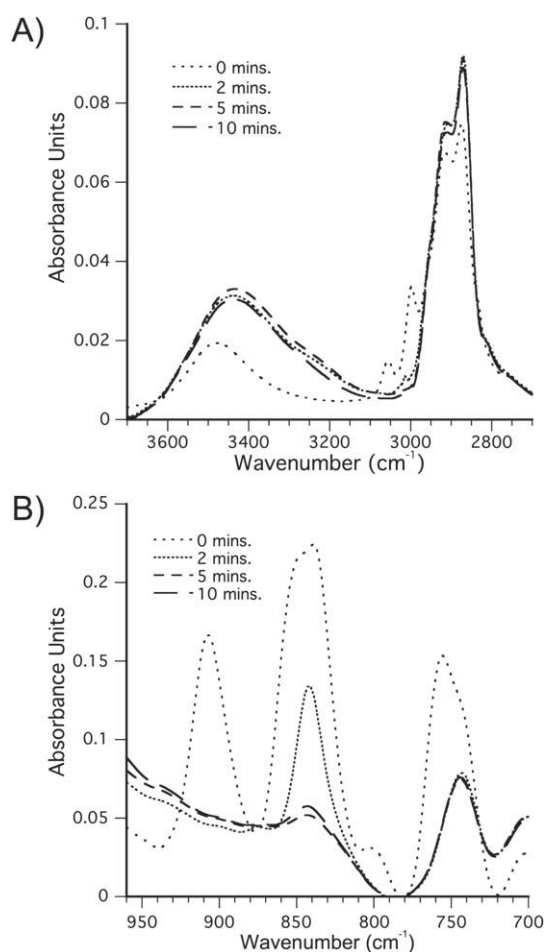 A)
0.1
0 mins.
2 mins.
5 mins.
10 mins.
0.08
0.06
0.04
0.02
0
Absorbance Units
3600 3400 3200 3000 2800
Wavenumber (cm⁻¹)
B)
0.25
0 mins.
2 mins.
5 mins.
10 mins.
0.2
0.15
0.1
0.05
0
Absorbance Units
950 900 850 800 750 700
Wavenumber (cm⁻¹)